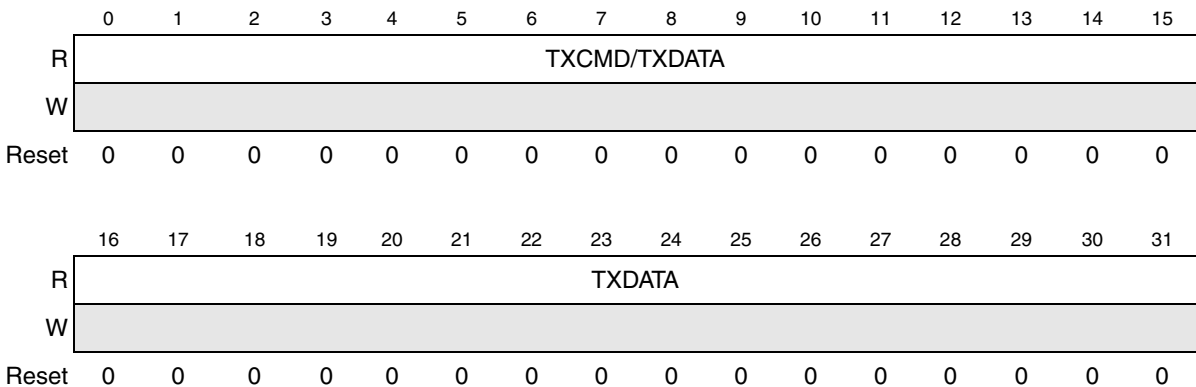 0 1 2 3 4 5 6 7 8 9 10 11 12 13 14 15
R TXCMD/TXDATA
W
Reset 0 0 0 0 0 0 0 0 0 0 0 0 0 0 0 0
16 17 18 19 20 21 22 23 24 25 26 27 28 29 30 31
R TXDATA
W
Reset 0 0 0 0 0 0 0 0 0 0 0 0 0 0 0 0